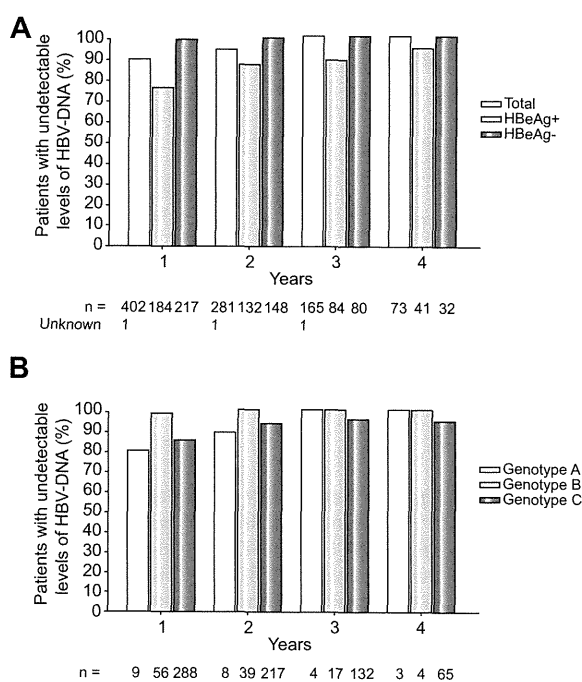 A
Patients with undetectable
levels of HBV-DNA (%)
100
90
80
70
60
50
40
30
20
10
0
1 2 3 4
Years
Total
HBeAg+
HBeAg-
n = 402 184 217 281 132 148 165 84 80 73 41 32
Unknown 1 1 1
B
Patients with undetectable
levels of HBV-DNA (%)
100
90
80
70
60
50
40
30
20
10
0
1 2 3 4
Years
Genotype A
Genotype B
Genotype C
n = 9 56 288 8 39 217 4 17 132 3 4 65